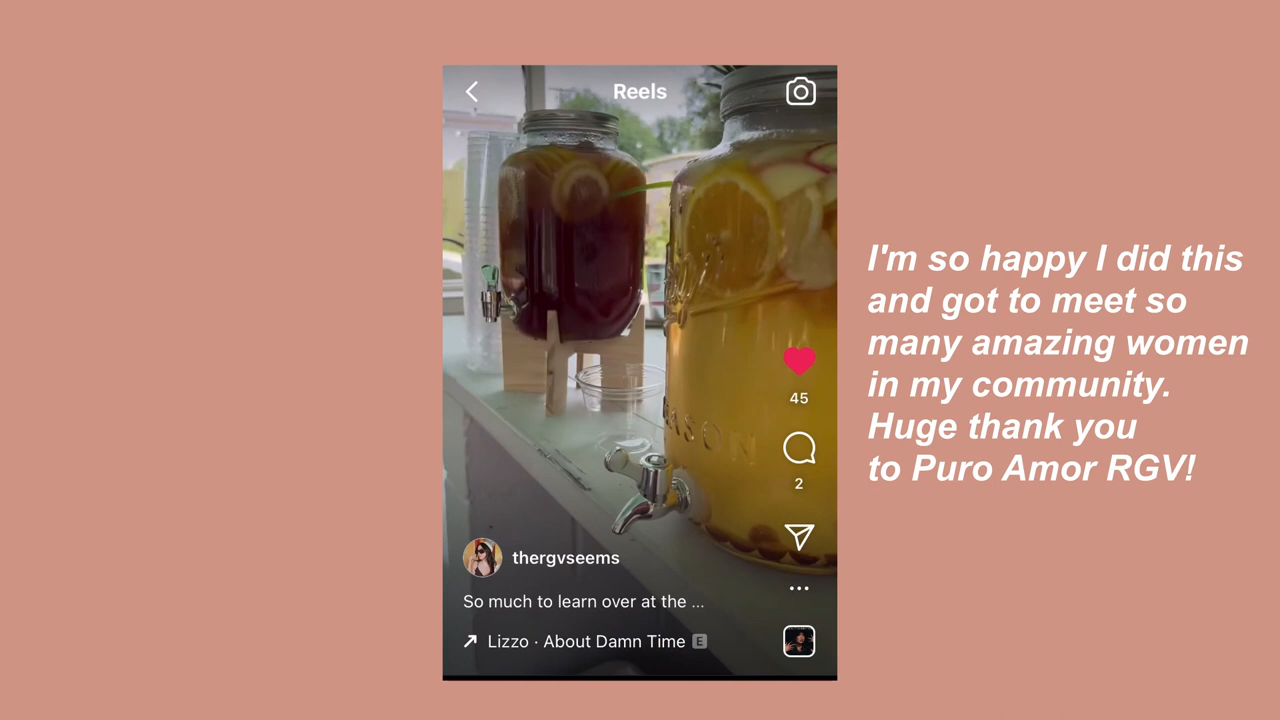 Reels
MASON
45
2
thergvseems
So much to learn over at the ...
Lizzo · About Damn Time E
I'm so happy I did this
and got to meet so
many amazing women
in my community.
Huge thank you
to Puro Amor RGV!